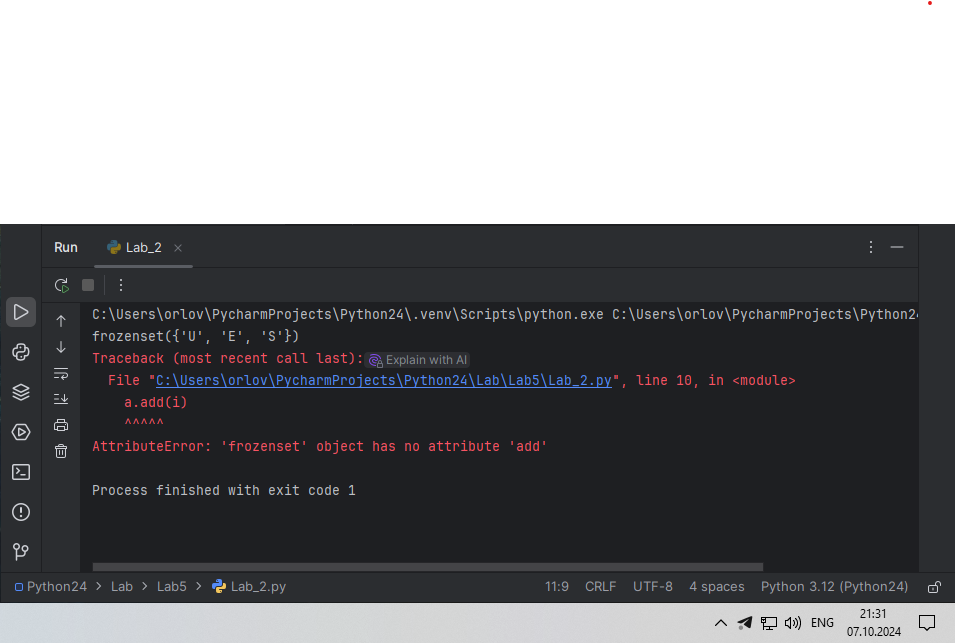 Run
Lab_2
C:\Users\orlov\PycharmProjects\Python24\.venv\Scripts\python.exe C:\Users\orlov\PycharmProjects\Python24
frozenset({'U', 'E', 'S'})
Traceback (most recent call last):
Explain with AI
File "C:\Users\orlov\PycharmProjects\Python24\Lab\Lab5\Lab_2.py", line 10, in <module>
a.add(i)
^^^^^
AttributeError: 'frozenset' object has no attribute 'add'
Process finished with exit code 1
Python24 > Lab > Lab5 > Lab_2.py
11:9 CRLF UTF-8 4 spaces Python 3.12 (Python24)
ENG
21:31
07.10.2024